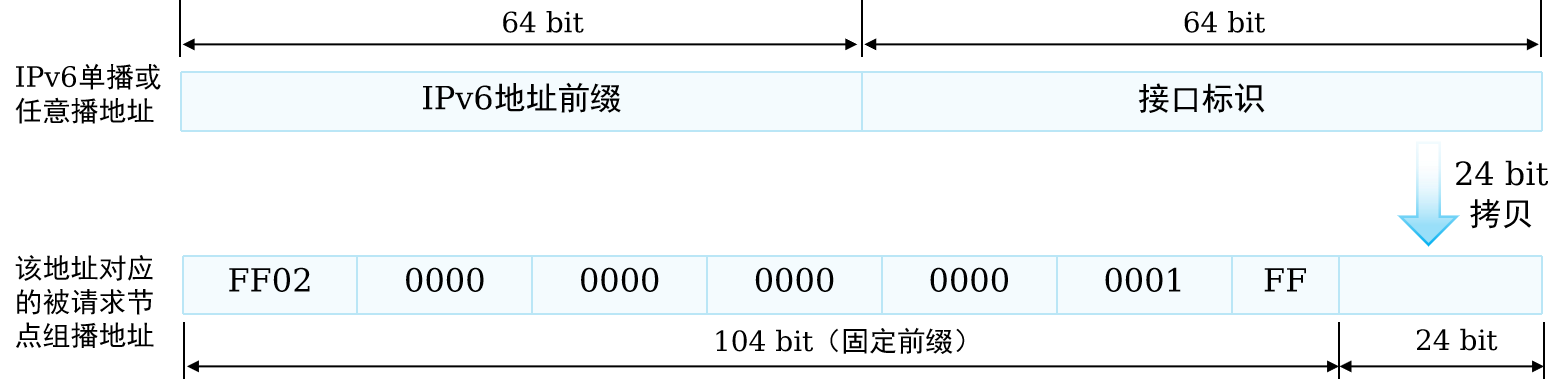 64 bit
64 bit
IPv6单播或
任意播地址
IPv6地址前缀
接口标识
24 bit
拷贝
该地址对应
的被请求节
点组播地址
FF02
0000
0000
0000
0000
0001
FF
104 bit（固定前缀）
24 bit